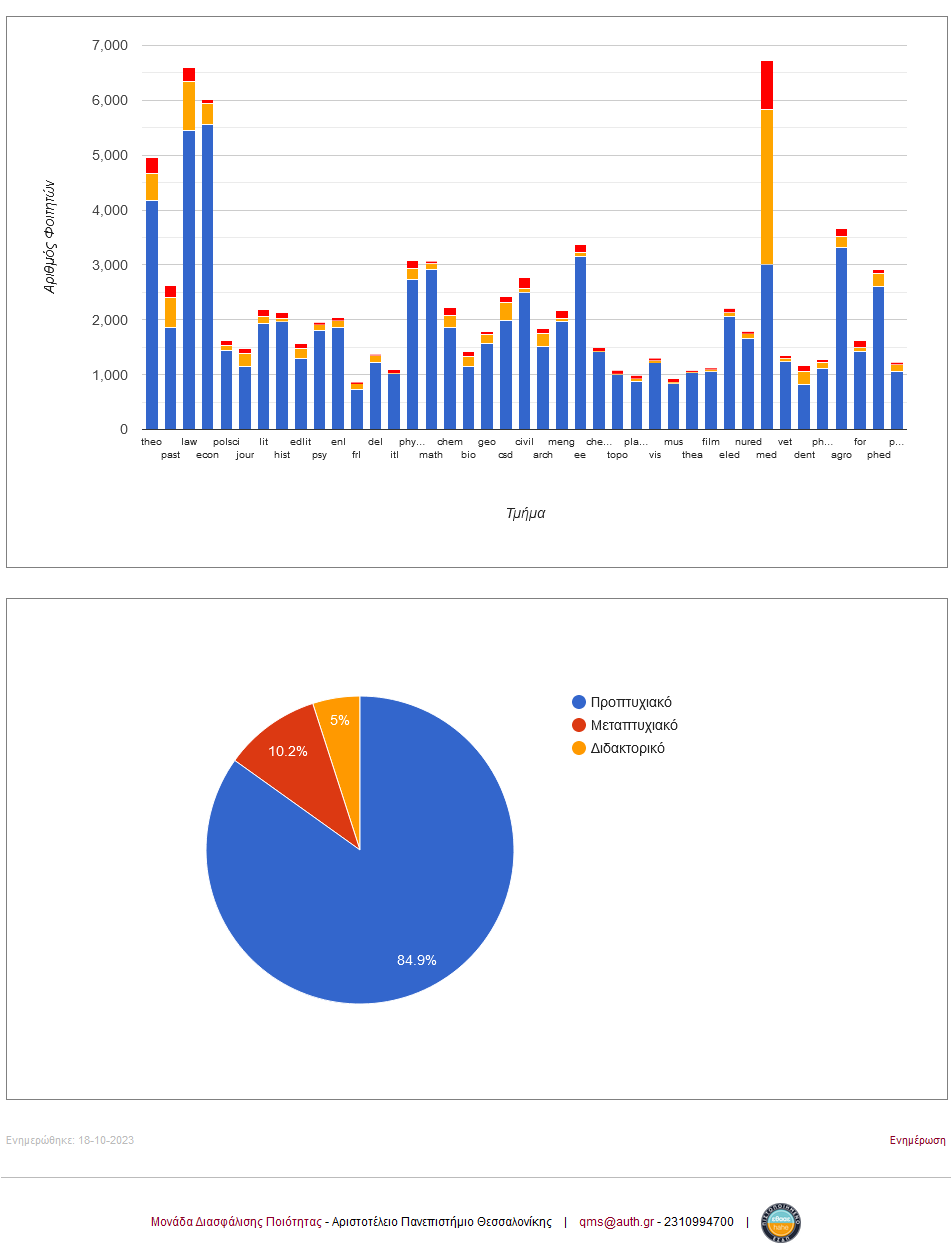 7,000
6,000
5,000
4,000
3,000
2,000
1,000
0
Αριθμός Φοιτητών
theo law polsci lit edlit enl del phy... chem geo civil meng che... pla... mus film nured vet ph... for p...
past econ jour hist psy frl itl math bio csd arch ee topo vis thea eled med dent agro phed
Τμήμα
Προπτυχιακό
Μεταπτυχιακό
Διδακτορικό
5%
10.2%
84.9%
Ενημερώθηκε: 18-10-2023 Ενημέρωση
Μονάδα Διασφάλισης Ποιότητας - Αριστοτέλειο Πανεπιστήμιο Θεσσαλονίκης | qms@auth.gr - 2310994700 |